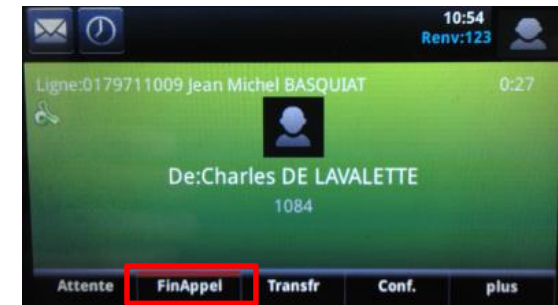 10:54
Renv:123
Ligne:0179711009 Jean Michel BASQUIAT 0:27
De:Charles DE LAVALETTE
1084
Attente FinAppel Transfr Conf. plus